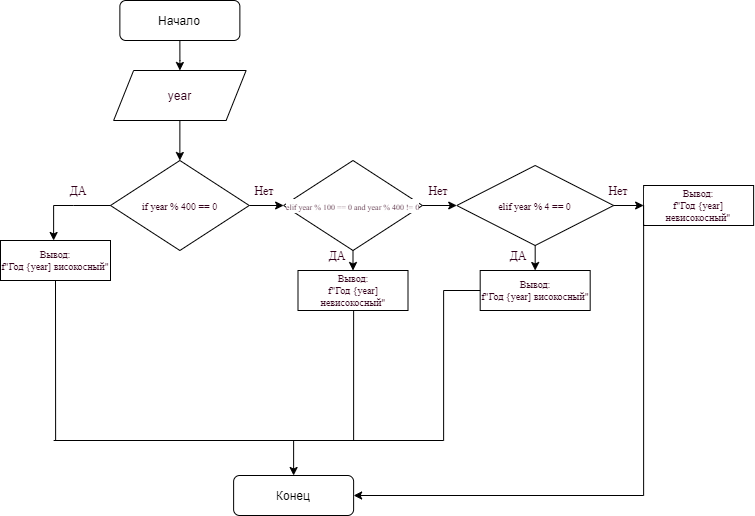 Начало
year
ДА
Нет
Нет
Нет
if year % 400 == 0
elif year % 100 == 0 and year % 400 != 0
elif year % 4 == 0
Вывод:
f"Год {year]
невисокосный"
Вывод:
f"Год {year] високосный"
ДА
ДА
Вывод:
f"Год {year]
невисокосный"
Вывод:
f"Год {year] високосный"
Конец